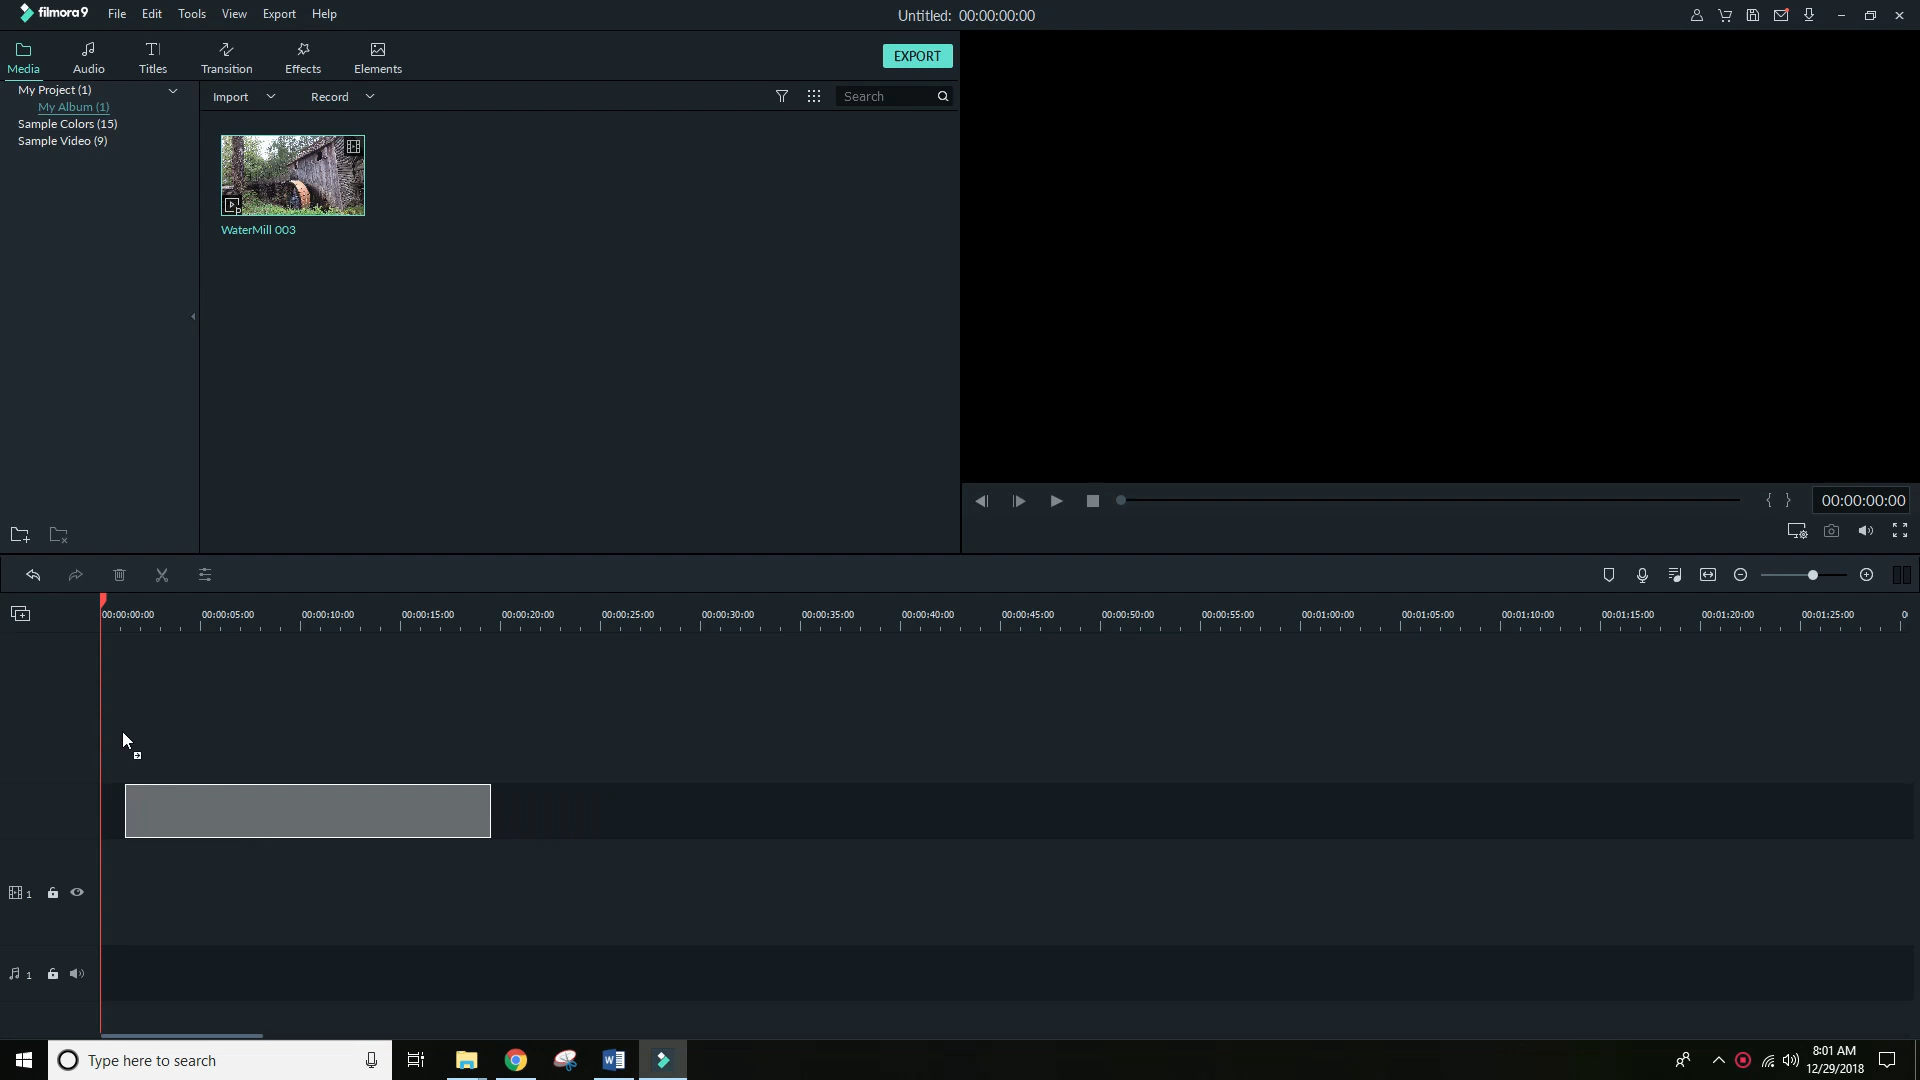 filmora9 File Edit Tools View Export Help Untitled: 00:00:00:00
Media Audio Titles Transition Effects Elements EXPORT
My Project (1)
My Album (1)
Sample Colors (15)
Sample Video (9)
Import Record Search
WaterMill 003
{ } 00:00:00:00
00:00:00:00 00:00:05:00 00:00:10:00 00:00:15:00 00:00:20:00 00:00:25:00 00:00:30:00 00:00:35:00 00:00:40:00 00:00:45:00 00:00:50:00 00:00:55:00 00:01:00:00 00:01:05:00 00:01:10:00 00:01:15:00 00:01:20:00 00:01:25:00
1
1
Type here to search
8:01 AM
12/29/2018